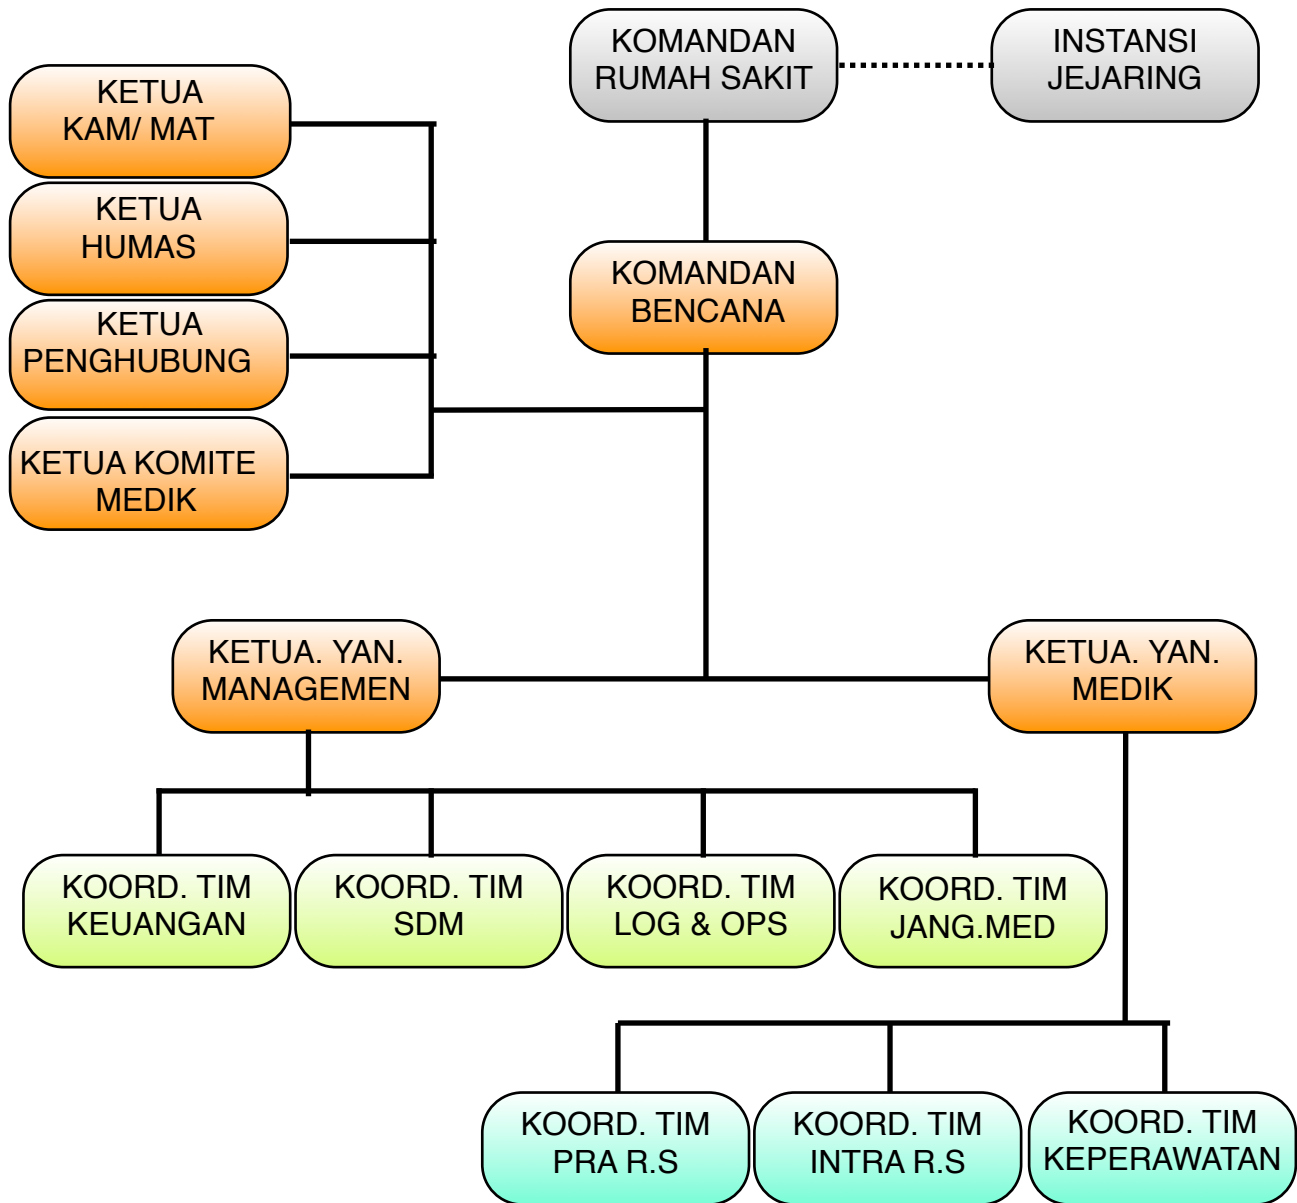 KOMANDAN
RUMAH SAKIT
INSTANSI
JEJARING
KETUA
KAM/ MAT
KETUA
HUMAS
KETUA
PENGHUBUNG
KETUA KOMITE
MEDIK
KOMANDAN
BENCANA
KETUA. YAN.
MANAGEMEN
KETUA. YAN.
MEDIK
KOORD. TIM
KEUANGAN
KOORD. TIM
SDM
KOORD. TIM
LOG & OPS
KOORD. TIM
JANG.MED
KOORD. TIM
PRA R.S
KOORD. TIM
INTRA R.S
KOORD. TIM
KEPERAWATAN